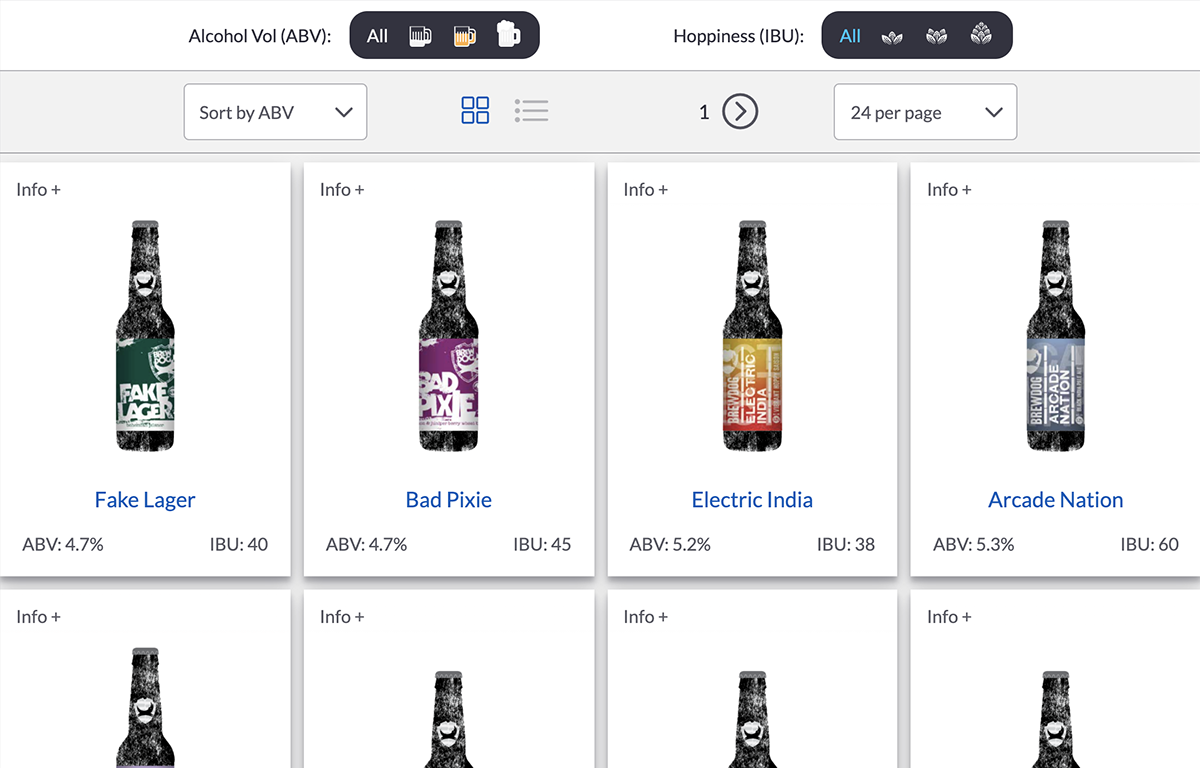 Alcohol Vol (ABV): All Hoppiness (IBU): All
Sort by ABV 1 24 per page
Info + Info + Info + Info +
FAKE LAGER
BAD PIXIE
BREWDOG ELECTRIC INDIA
BREWDOG ARCADE NATION
Fake Lager Bad Pixie Electric India Arcade Nation
ABV: 4.7% IBU: 40 ABV: 4.7% IBU: 45 ABV: 5.2% IBU: 38 ABV: 5.3% IBU: 60
Info + Info + Info + Info +